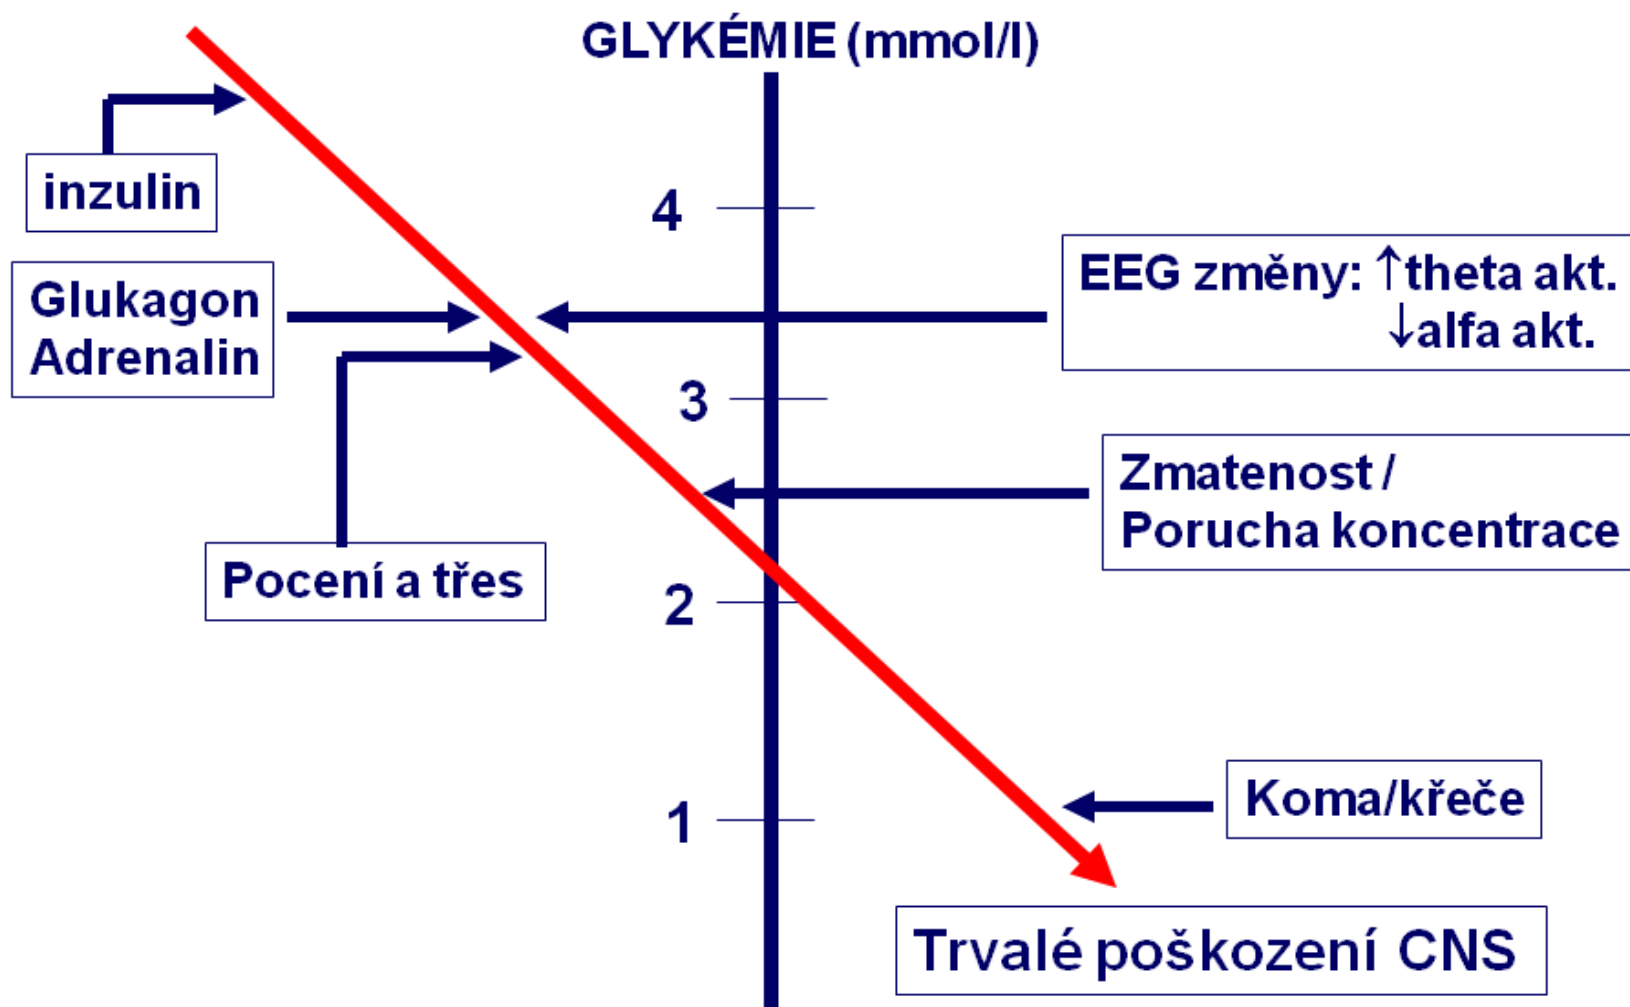 GLYKÉMIE (mmol/l)
inzulin
4
Glukagon
Adrenalin
EEG změny: ↑theta akt.
↓alfa akt.
3
Zmatenost /
Porucha koncentrace
Pocení a třes
2
1
Koma/křeče
Trvalé poškození CNS